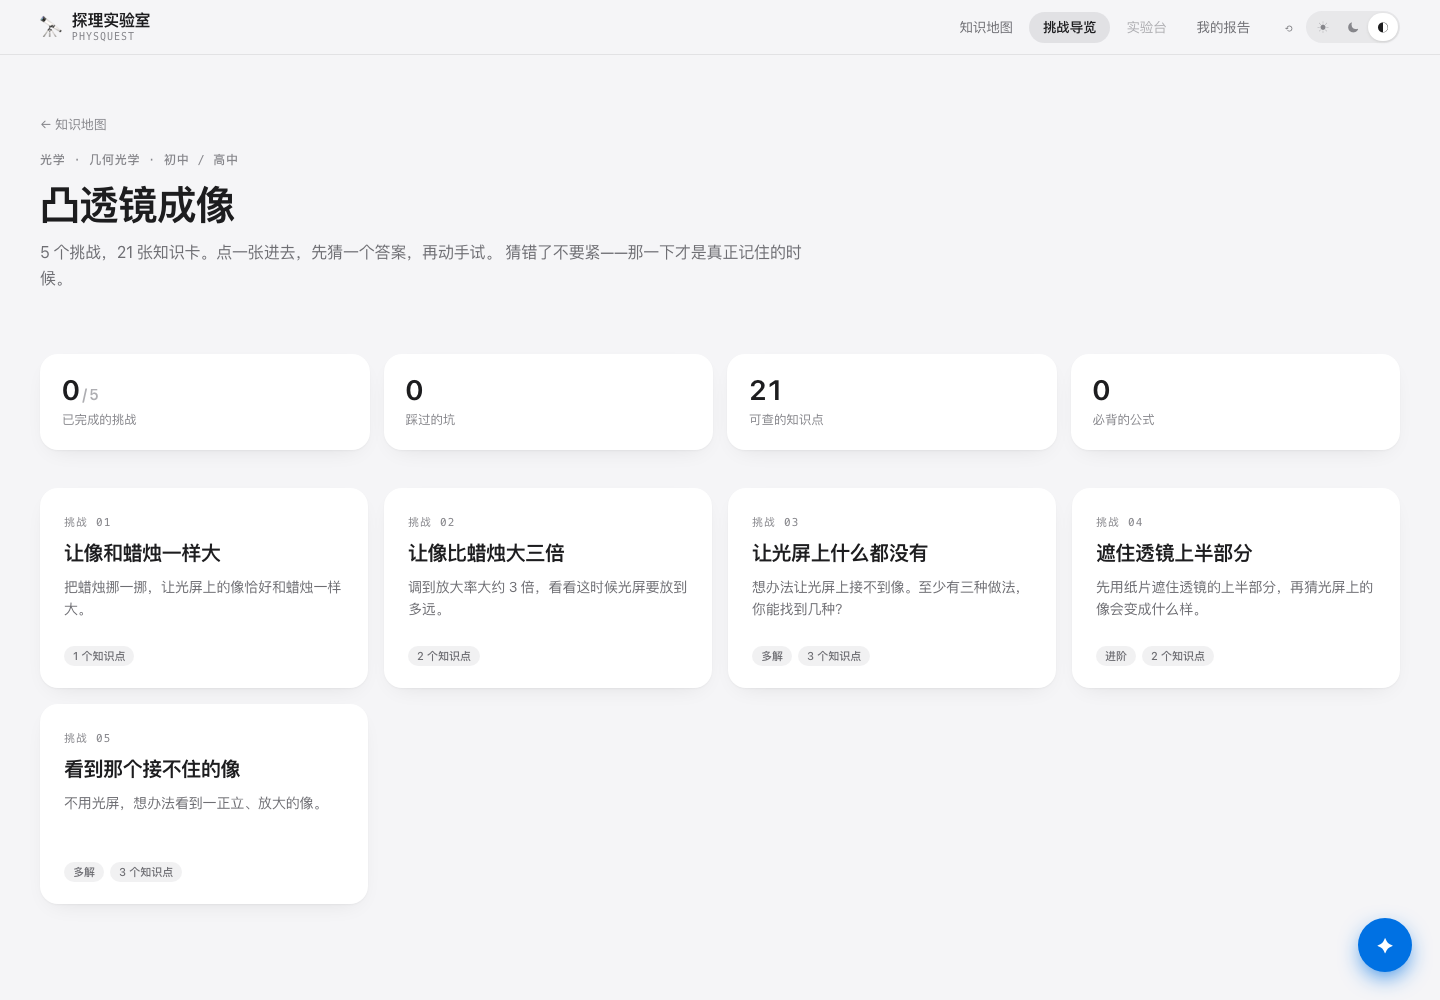 探理实验室
PHYSQUEST
知识地图
挑战导览
实验台
我的报告
← 知识地图
光学 · 几何光学 · 初中 / 高中
凸透镜成像
5 个挑战，21 张知识卡。点一张进去，先猜一个答案，再动手试。 猜错了不要紧——那一下才是真正记住的时
候。
0/5
已完成的挑战
0
踩过的坑
21
可查的知识点
0
必背的公式
挑战 01
让像和蜡烛一样大
把蜡烛挪一挪，让光屏上的像恰好和蜡烛一样
大。
1 个知识点
挑战 02
让像比蜡烛大三倍
调到放大率大约 3 倍，看看这时候光屏要放到
多远。
2 个知识点
挑战 03
让光屏上什么都没有
想办法让光屏上接不到像。至少有三种做法，
你能找到几种?
多解
3 个知识点
挑战 04
遮住透镜上半部分
先用纸片遮住透镜的上半部分，再猜光屏上的
像会变成什么样。
进阶
2 个知识点
挑战 05
看到那个接不住的像
不用光屏，想办法看到一正立、放大的像。
多解
3 个知识点